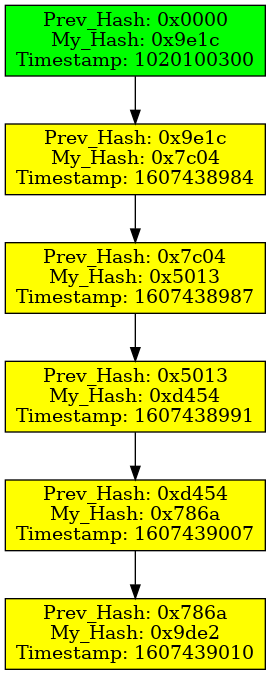 Prev_Hash: 0x0000
My_Hash: 0x9e1c
Timestamp: 1020100300
Prev_Hash: 0x9e1c
My_Hash: 0x7c04
Timestamp: 1607438984
Prev_Hash: 0x7c04
My_Hash: 0x5013
Timestamp: 1607438987
Prev_Hash: 0x5013
My_Hash: 0xd454
Timestamp: 1607438991
Prev_Hash: 0xd454
My_Hash: 0x786a
Timestamp: 1607439007
Prev_Hash: 0x786a
My_Hash: 0x9de2
Timestamp: 1607439010